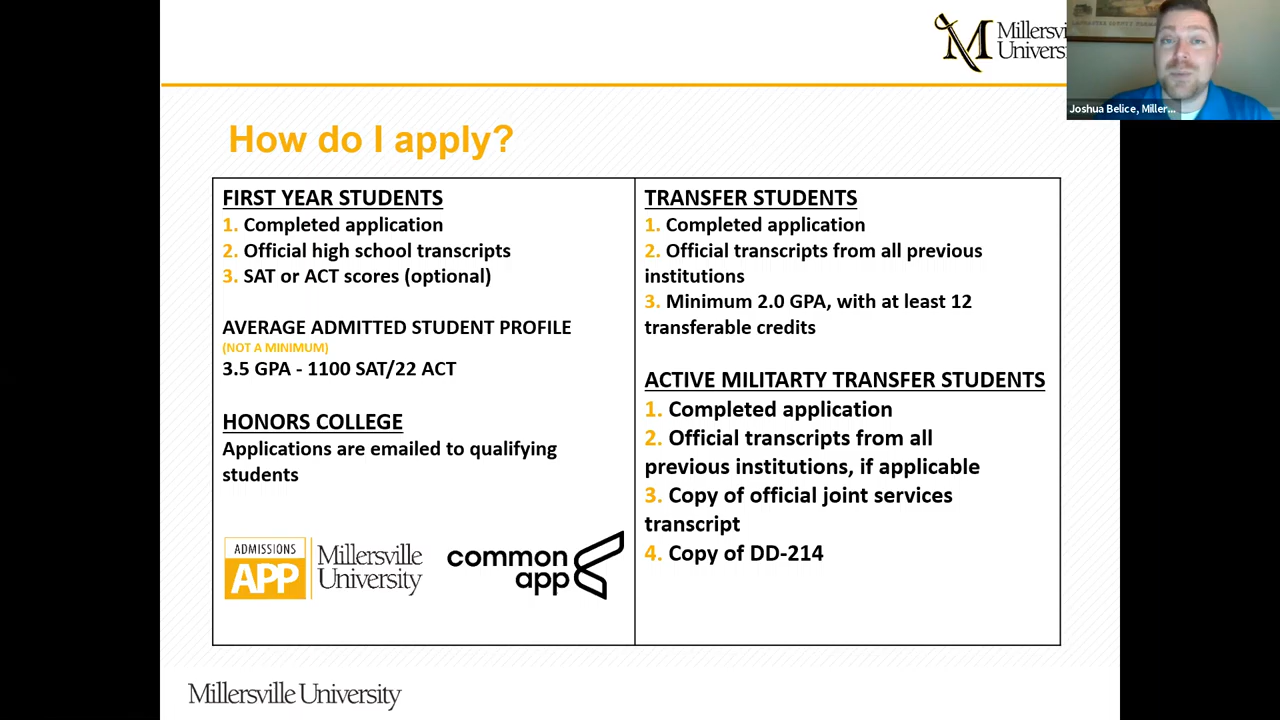 Millersvi
Universi
Joshua Belice, Miller...
How do I apply?
FIRST YEAR STUDENTS
1. Completed application
2. Official high school transcripts
3. SAT or ACT scores (optional)
AVERAGE ADMITTED STUDENT PROFILE
(NOT A MINIMUM)
3.5 GPA - 1100 SAT/22 ACT
HONORS COLLEGE
Applications are emailed to qualifying
students
ADMISSIONS
APP
Millersville
University
common
app
TRANSFER STUDENTS
1. Completed application
2. Official transcripts from all previous
institutions
3. Minimum 2.0 GPA, with at least 12
transferable credits
ACTIVE MILITARTY TRANSFER STUDENTS
1. Completed application
2. Official transcripts from all
previous institutions, if applicable
3. Copy of official joint services
transcript
4. Copy of DD-214
Millersville University